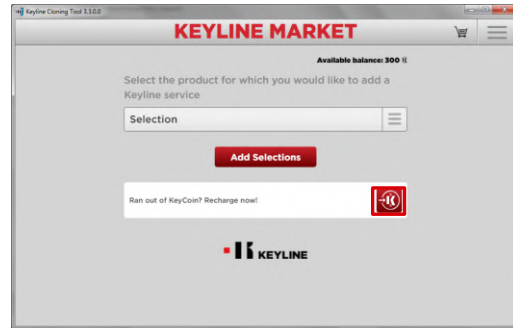 Keyline Cloning Tool 3.3.0.0
KEYLINE MARKET
Available balance: 300
Select the product for which you would like to add a
Keyline service
Selection
Add Selections
Ran out of KeyCoin? Recharge now!
KEYLINE